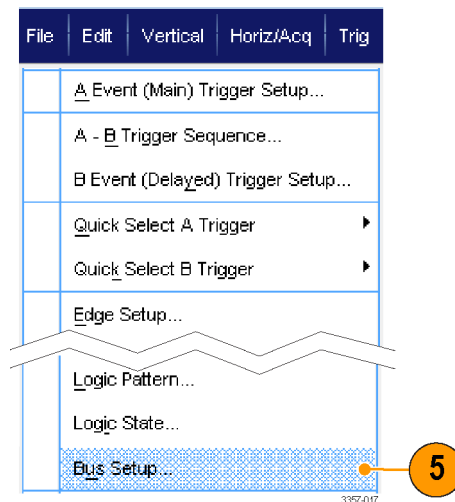 File Edit Vertical Horiz/Acq Trig
A Event (Main) Trigger Setup...
A - B Trigger Sequence...
B Event (Delayed) Trigger Setup...
Quick Select A Trigger
Quick Select B Trigger
Edge Setup...
Logic Pattern...
Logic State...
Bus Setup...
5
3357-017